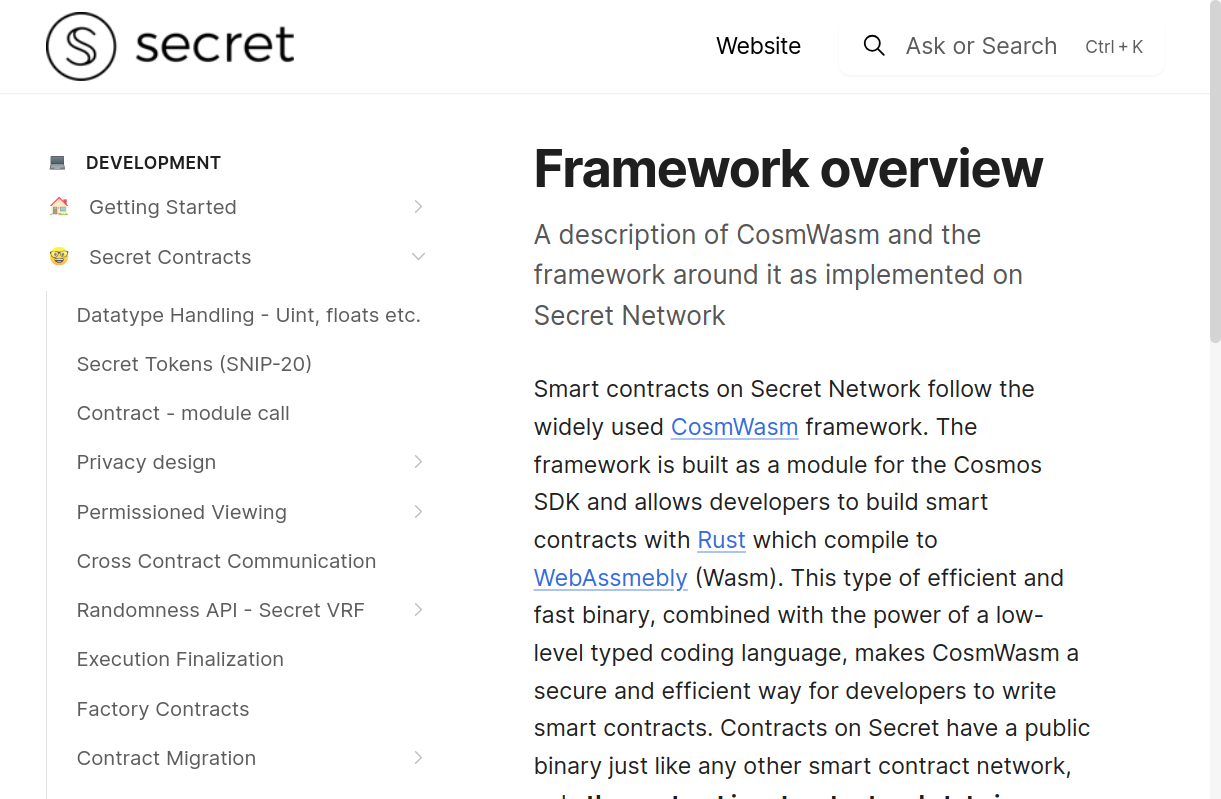 secret
Website
Ask or Search Ctrl + K
DEVELOPMENT
Getting Started
Secret Contracts
Datatype Handling - Uint, floats etc.
Secret Tokens (SNIP-20)
Contract - module call
Privacy design
Permissioned Viewing
Cross Contract Communication
Randomness API - Secret VRF
Execution Finalization
Factory Contracts
Contract Migration
Framework overview
A description of CosmWasm and the
framework around it as implemented on
Secret Network
Smart contracts on Secret Network follow the
widely used CosmWasm framework. The
framework is built as a module for the Cosmos
SDK and allows developers to build smart
contracts with Rust which compile to
WebAssmebly (Wasm). This type of efficient and
fast binary, combined with the power of a low-
level typed coding language, makes CosmWasm a
secure and efficient way for developers to write
smart contracts. Contracts on Secret have a public
binary just like any other smart contract network,